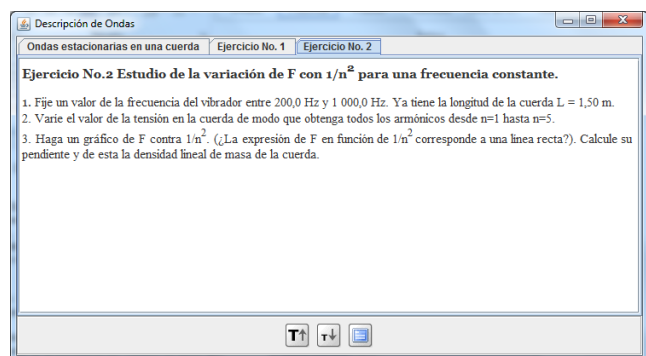 Descripción de Ondas
Ondas estacionarias en una cuerda Ejercicio No. 1 Ejercicio No. 2
Ejercicio No.2 Estudio de la variación de F con 1/n² para una frecuencia constante.
1. Fije un valor de la frecuencia del vibrador entre 200,0 Hz y 1 000,0 Hz. Ya tiene la longitud de la cuerda L = 1,50 m.
2. Varie el valor de la tensión en la cuerda de modo que obtenga todos los armónicos desde n=1 hasta n=5.
3. Haga un gráfico de F contra 1/n². (¿La expresión de F en función de 1/n² corresponde a una linea recta?). Calcule su
pendiente y de esta la densidad lineal de masa de la cuerda.
T↑ T↓